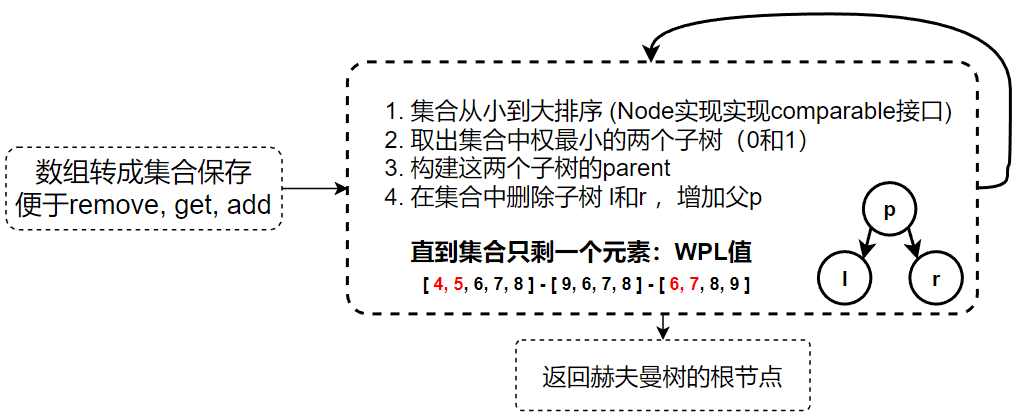 数组转成集合保存
便于remove, get, add
1. 集合从小到大排序 (Node实现实现comparable接口)
2. 取出集合中权最小的两个子树（0和1）
3. 构建这两个子树的parent
4. 在集合中删除子树 l和r ，增加父p
直到集合只剩一个元素：WPL值
[ 4, 5, 6, 7, 8 ] - [ 9, 6, 7, 8 ] - [ 6, 7, 8, 9 ]
p
l
r
返回赫夫曼树的根节点